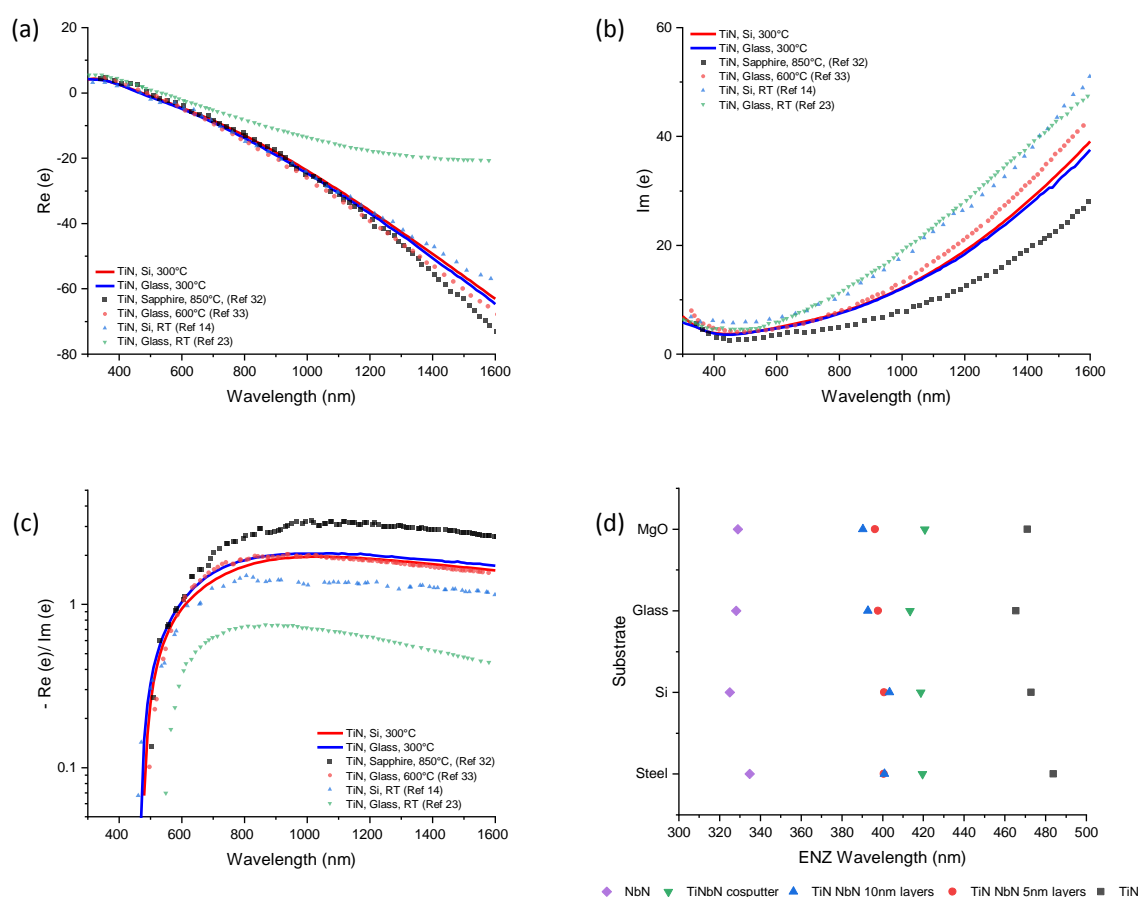 (a)
20
0
-20
-40
-60
-80
Re (e)
TiN, Si, 300°C
TiN, Glass, 300°C
TiN, Sapphire, 850°C, (Ref 32)
TiN, Glass, 600°C (Ref 33)
TiN, Si, RT (Ref 14)
TiN, Glass, RT (Ref 23)
400 600 800 1000 1200 1400 1600
Wavelength (nm)
(b)
60
40
20
0
Im (e)
TiN, Si, 300°C
TiN, Glass, 300°C
TiN, Sapphire, 850°C, (Ref 32)
TiN, Glass, 600°C (Ref 33)
TiN, Si, RT (Ref 14)
TiN, Glass, RT (Ref 23)
400 600 800 1000 1200 1400 1600
Wavelength (nm)
(c)
1
0.1
- Re (e)/ Im (e)
TiN, Si, 300°C
TiN, Glass, 300°C
TiN, Sapphire, 850°C, (Ref 32)
TiN, Glass, 600°C (Ref 33)
TiN, Si, RT (Ref 14)
TiN, Glass, RT (Ref 23)
400 600 800 1000 1200 1400 1600
Wavelength (nm)
(d)
MgO
Glass
Si
Steel
Substrate
300 320 340 360 380 400 420 440 460 480 500
ENZ Wavelength (nm)
NbN TiNbN cosputter TiN NbN 10nm layers TiN NbN 5nm layers TiN